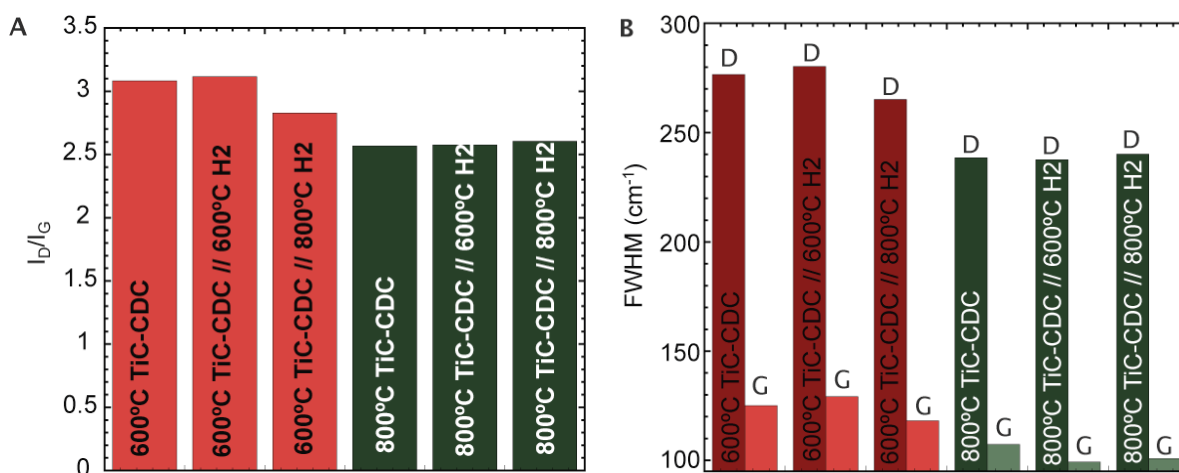 A
3.5
3
2.5
2
1.5
1
0.5
0
I_D/I_G
600ºC TiC-CDC
600ºC TiC-CDC // 600ºC H2
600ºC TiC-CDC // 800ºC H2
800ºC TiC-CDC
800ºC TiC-CDC // 600ºC H2
800ºC TiC-CDC // 800ºC H2
B
300
250
200
150
100
FWHM (cm⁻¹)
D
D
D
D
D
D
G
G
G
G
G
G
600ºC TiC-CDC
600ºC TiC-CDC // 600ºC H2
600ºC TiC-CDC // 800ºC H2
800ºC TiC-CDC
800ºC TiC-CDC // 600ºC H2
800ºC TiC-CDC // 800ºC H2